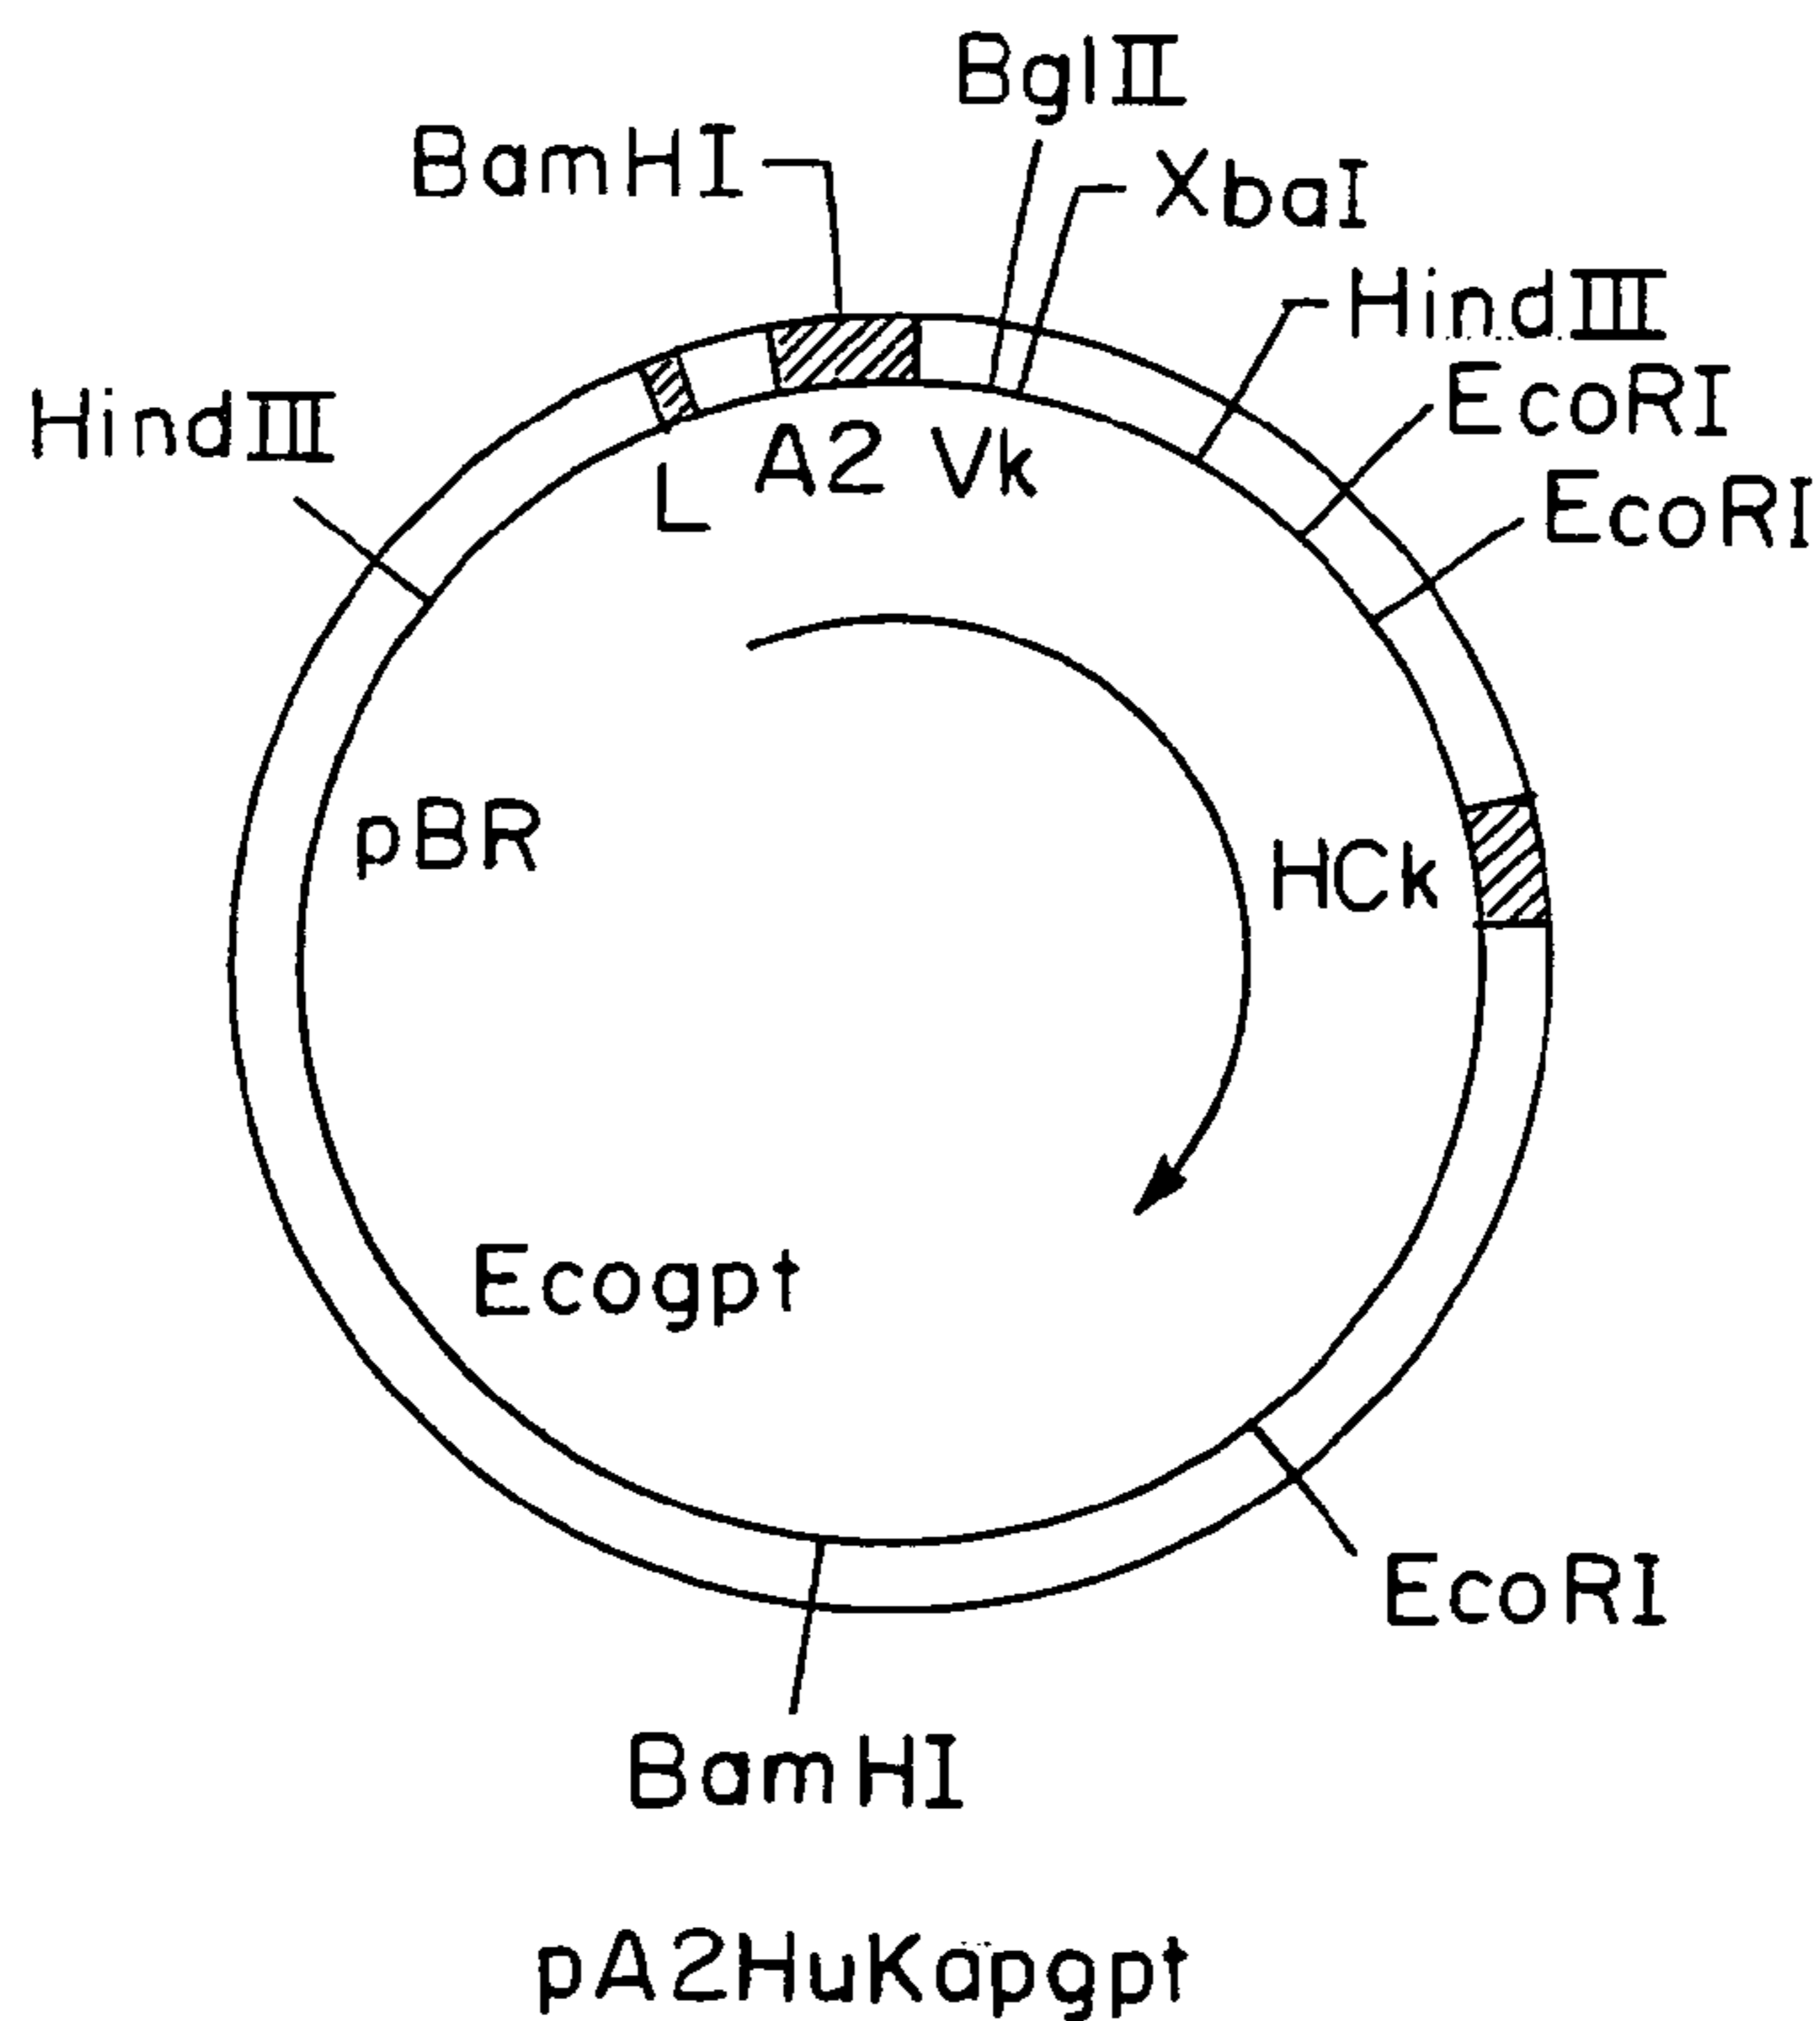 BglII
BamHI
XbaI
HindIII
EcoRI
HindIII
A2 Vk
L
EcoRI
pBR
HCk
Ecogpt
EcoRI
BamHI
pA2HuKapgpt